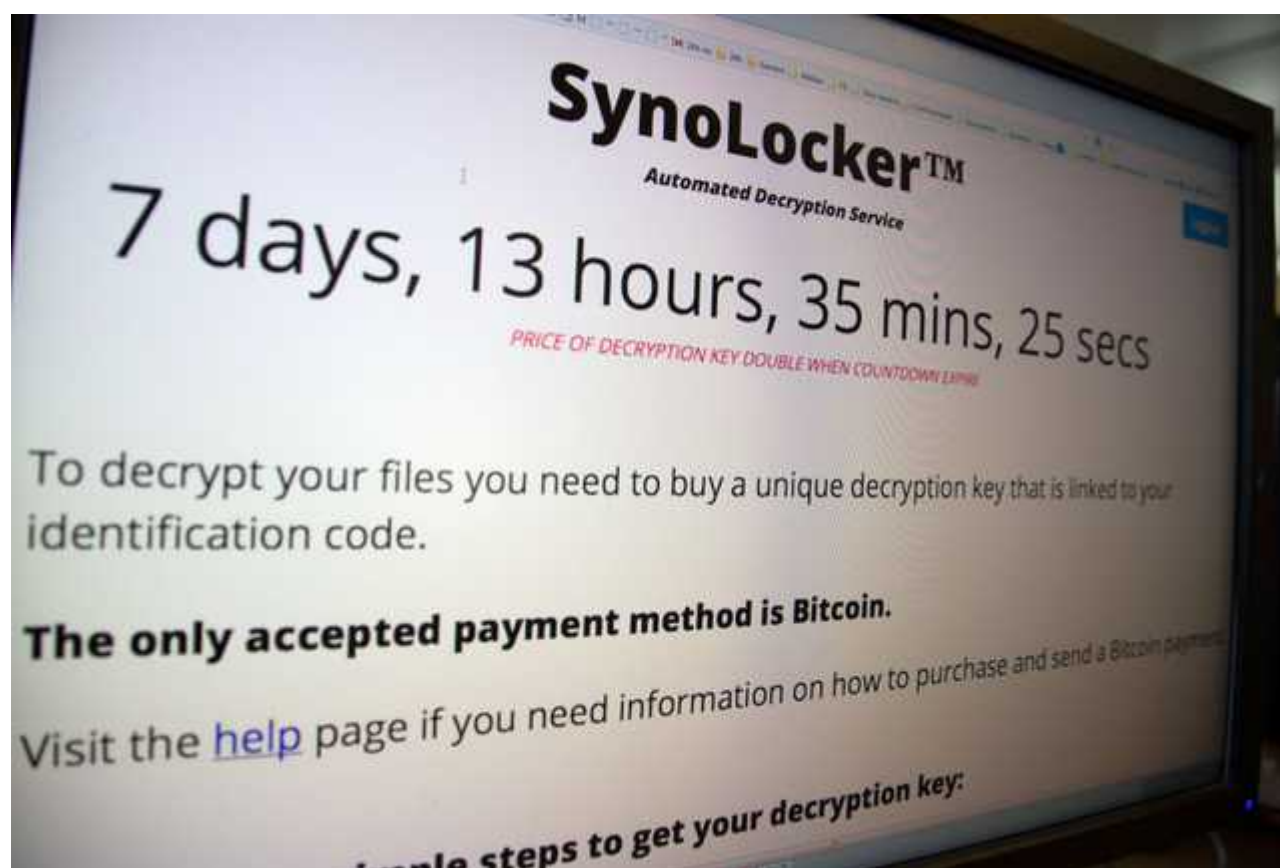 SynoLocker™
Automated Decryption Service
7 days, 13 hours, 35 mins, 25 secs
PRICE OF DECRYPTION KEY DOUBLE WHEN COUNTDOWN EXPIRE
To decrypt your files you need to buy a unique decryption key that is linked to your
identification code.
The only accepted payment method is Bitcoin.
Visit the help page if you need information on how to purchase and send a Bitcoin payment
steps to get your decryption key: